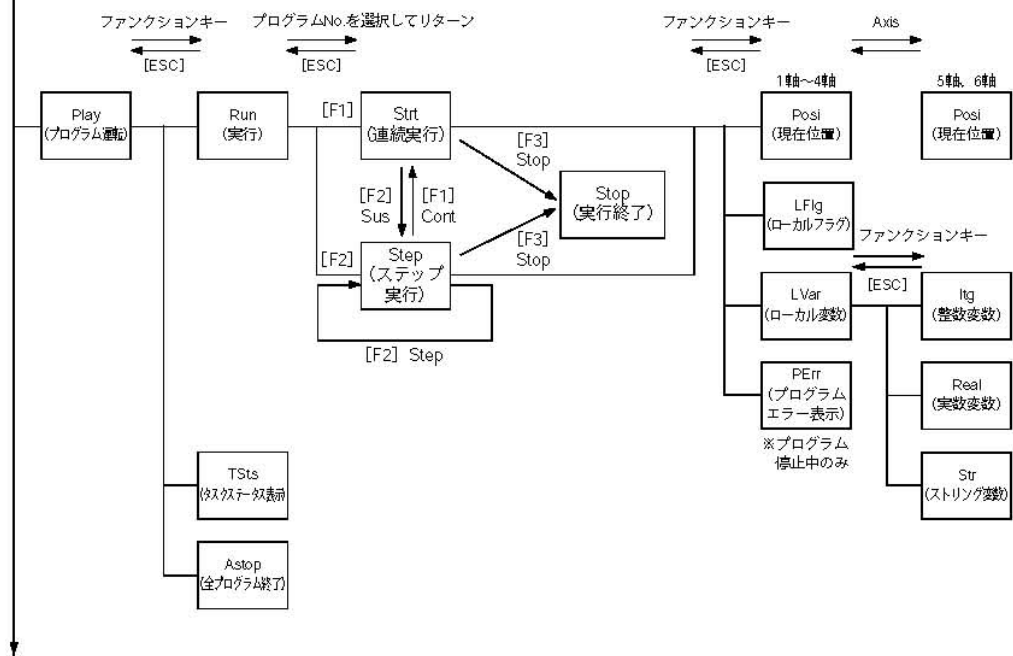 ファンクションキー
[ESC]
プログラムNo.を選択してリターン
[ESC]
ファンクションキー
[ESC]
Axis
Play
(プログラム運転)
Run
(実行)
[F1]
Strt
(連続実行)
[F3]
Stop
Stop
(実行終了)
[F2]
Sus
[F1]
Cont
[F2]
Step
(ステップ
実行)
[F3]
Stop
[F2] Step
1軸～4軸
Posi
(現在位置)
5軸、6軸
Posi
(現在位置)
LFlg
(ローカルフラグ)
ファンクションキー
[ESC]
LVar
(ローカル変数)
Itg
(整数変数)
PErr
(プログラム
エラー表示)
※プログラム
停止中のみ
Real
(実数変数)
Str
(ストリング変数)
TSts
(タスクステータス表示)
Astop
(全プログラム終了)